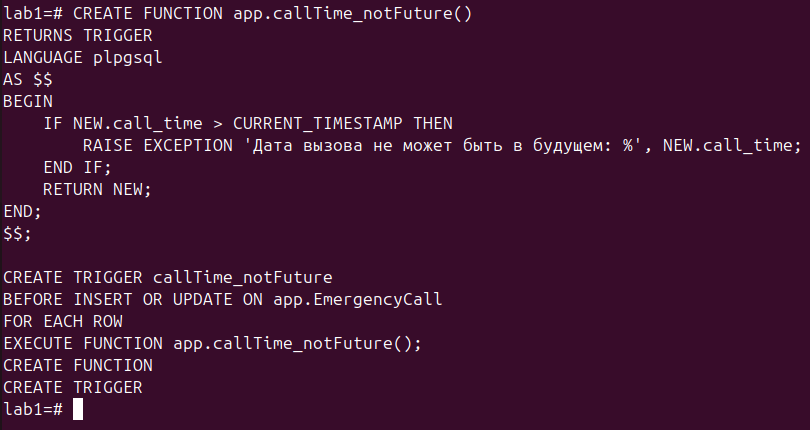 lab1=# CREATE FUNCTION app.callTime_notFuture()
RETURNS TRIGGER
LANGUAGE plpgsql
AS $$
BEGIN
    IF NEW.call_time > CURRENT_TIMESTAMP THEN
        RAISE EXCEPTION 'Дата вызова не может быть в будущем: %', NEW.call_time;
    END IF;
    RETURN NEW;
END;
$$;

CREATE TRIGGER callTime_notFuture
BEFORE INSERT OR UPDATE ON app.EmergencyCall
FOR EACH ROW
EXECUTE FUNCTION app.callTime_notFuture();
CREATE FUNCTION
CREATE TRIGGER
lab1=#